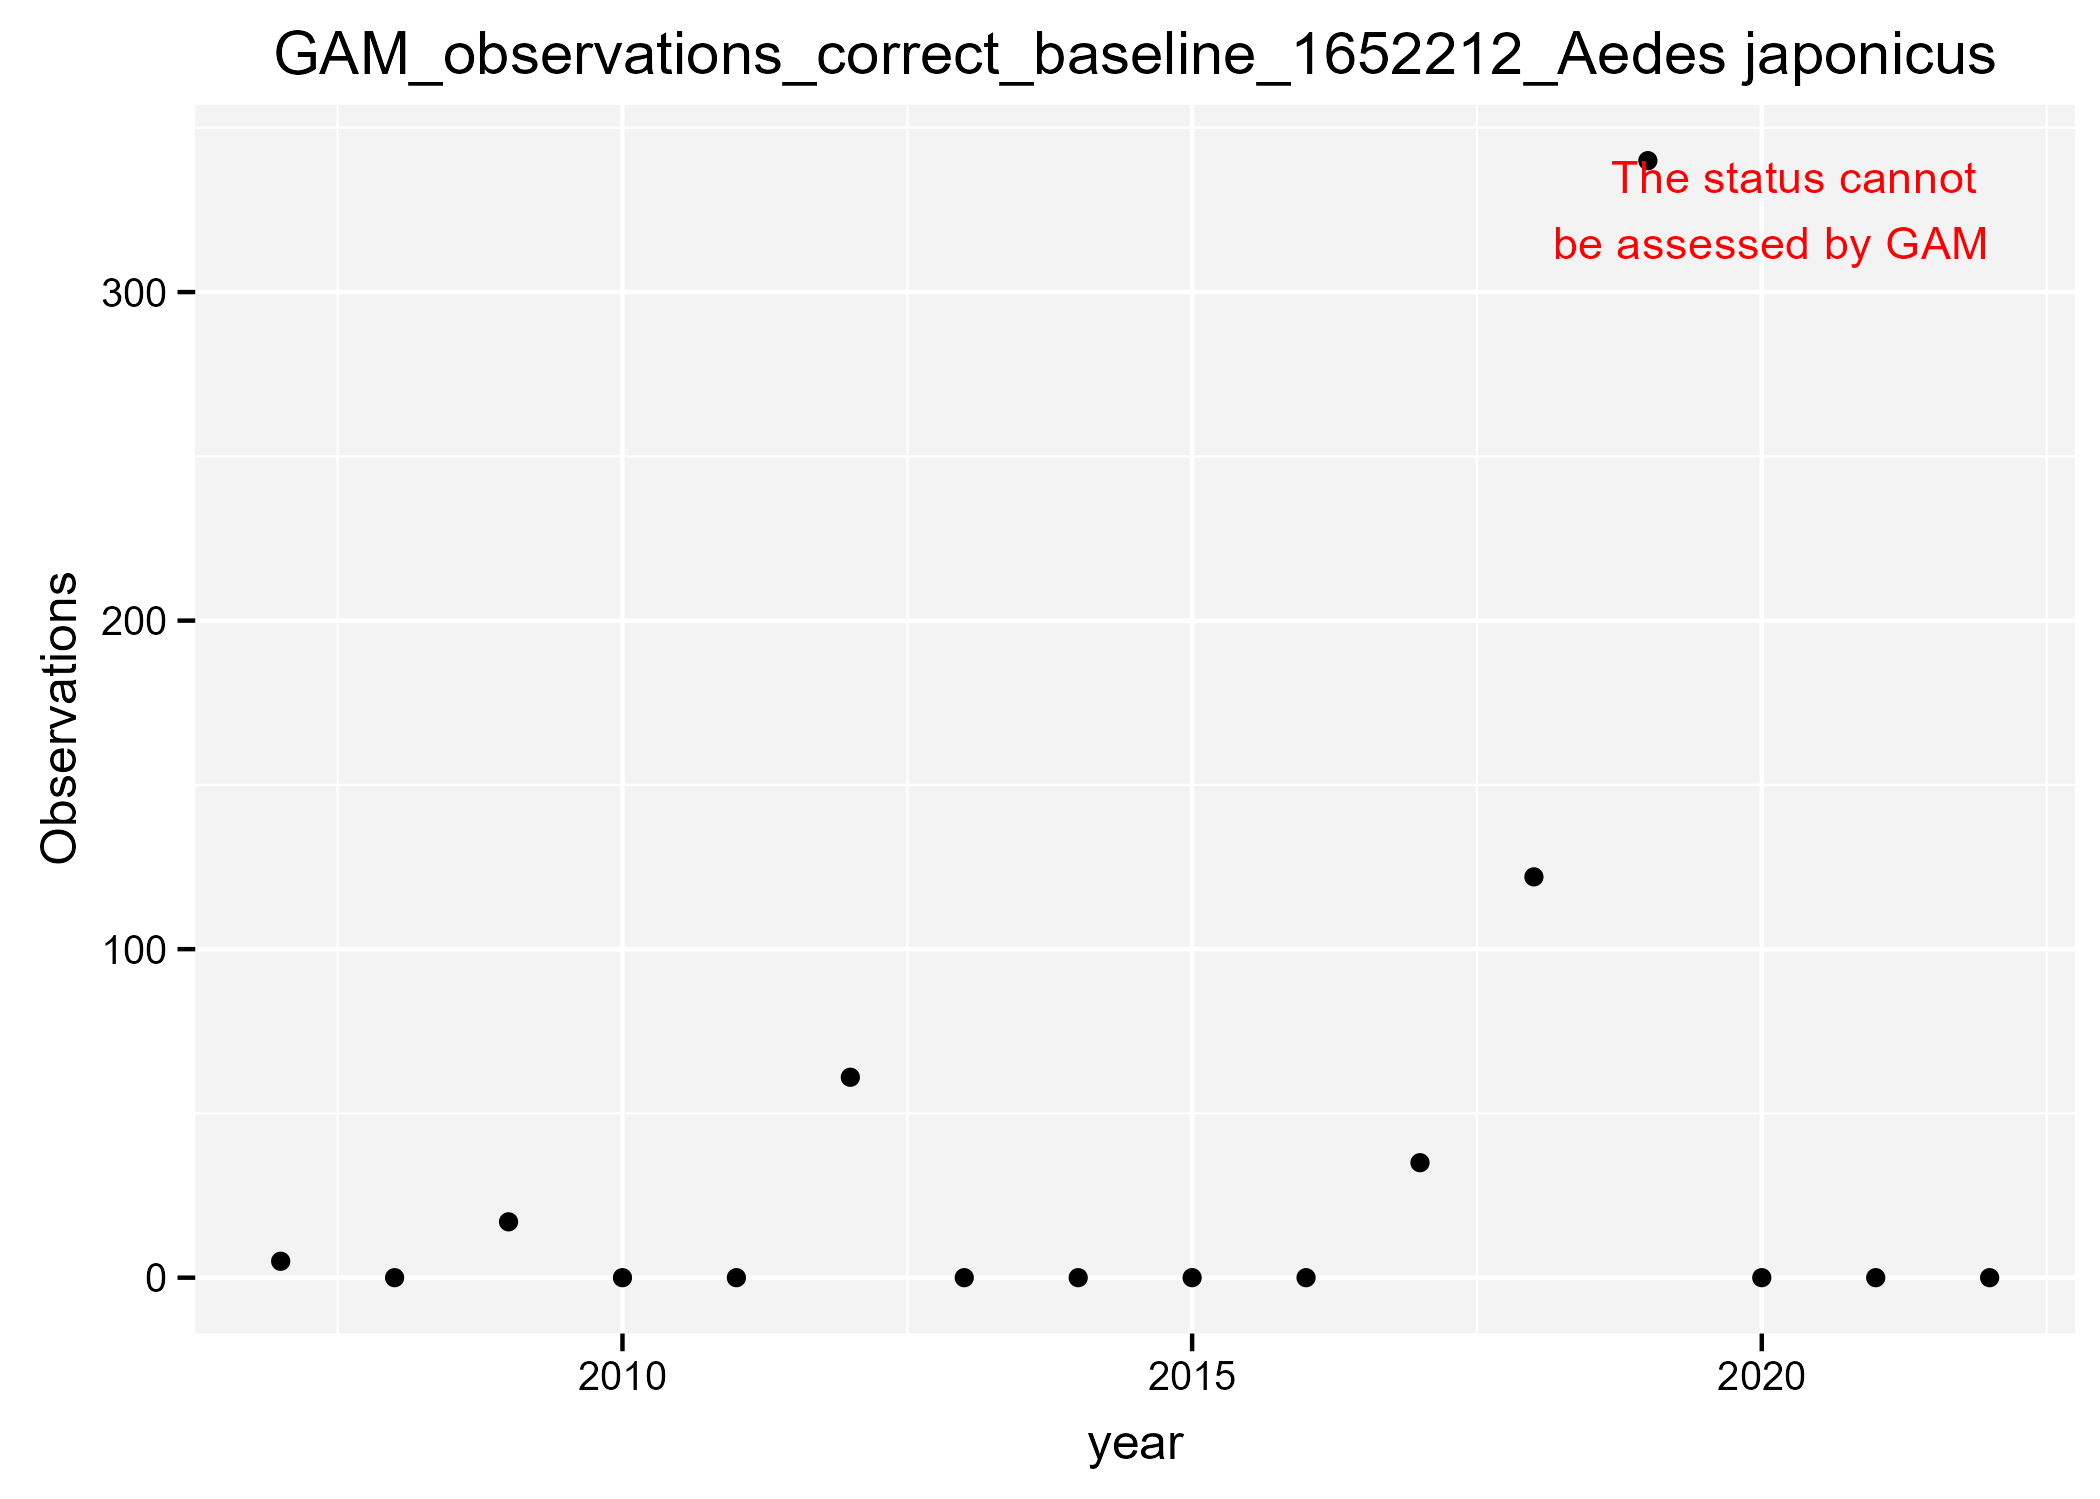 GAM_observations_correct_baseline_1652212_Aedes japonicus
The status cannot
be assessed by GAM
300
200
100
0
Observations
2010
2015
2020
year